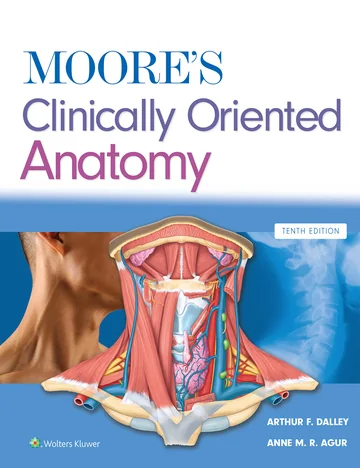 MOORE'S
Clinically Oriented
Anatomy
TENTH EDITION
ARTHUR F. DALLEY
ANNE M. R. AGUR
Wolters Kluwer